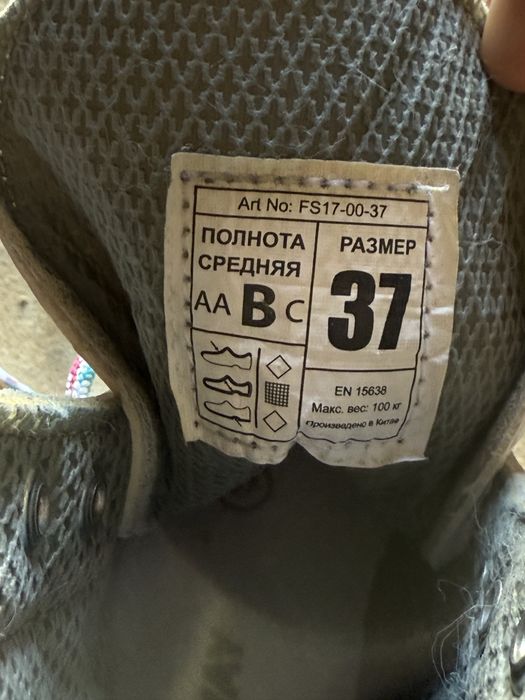 Art No: FS17-00-37
ПОЛНОТА
СРЕДНЯЯ
AA B C
РАЗМЕР
37
EN 15638
Макс. вес: 100 кг
Произведено в Китае